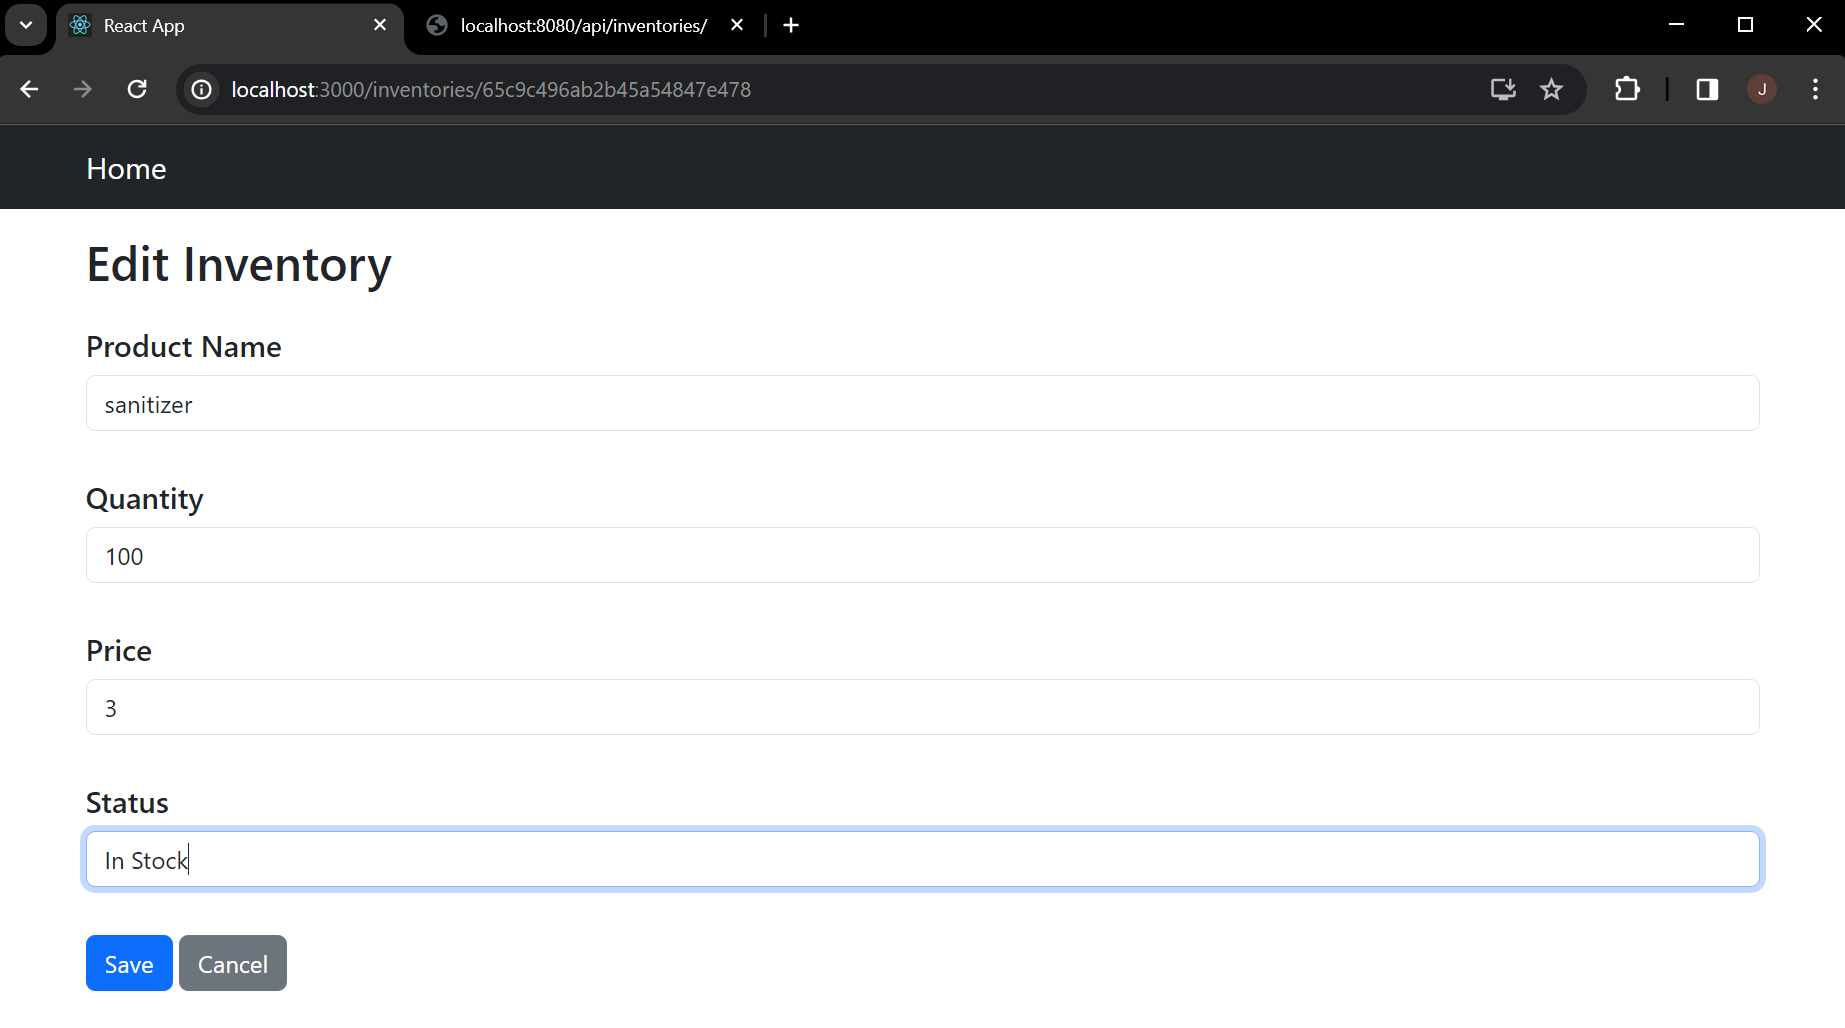 React App
localhost:8080/api/inventories/
localhost:3000/inventories/65c9c496ab2b45a54847e478
J
Home
Edit Inventory
Product Name
sanitizer
Quantity
100
Price
3
Status
In Stock
Save Cancel